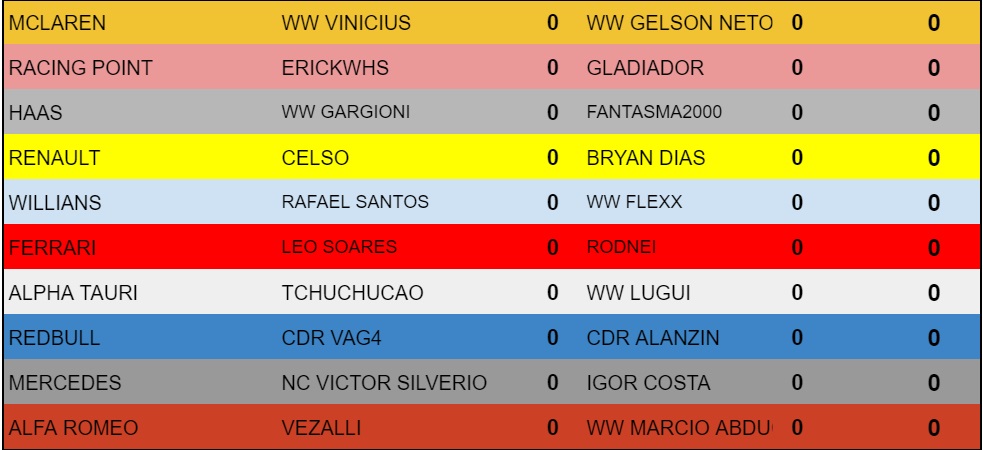 MCLAREN WW VINICIUS 0 WW GELSON NETO 0 0
RACING POINT ERICKWHS 0 GLADIADOR 0 0
HAAS WW GARGIONI 0 FANTASMA2000 0 0
RENAULT CELSO 0 BRYAN DIAS 0 0
WILLIANS RAFAEL SANTOS 0 WW FLEXX 0 0
FERRARI LEO SOARES 0 RODNEI 0 0
ALPHA TAURI TCHUCHUCAO 0 WW LUGUI 0 0
REDBULL CDR VAG4 0 CDR ALANZIN 0 0
MERCEDES NC VICTOR SILVERIO 0 IGOR COSTA 0 0
ALFA ROMEO VEZALLI 0 WW MARCIO 0 0